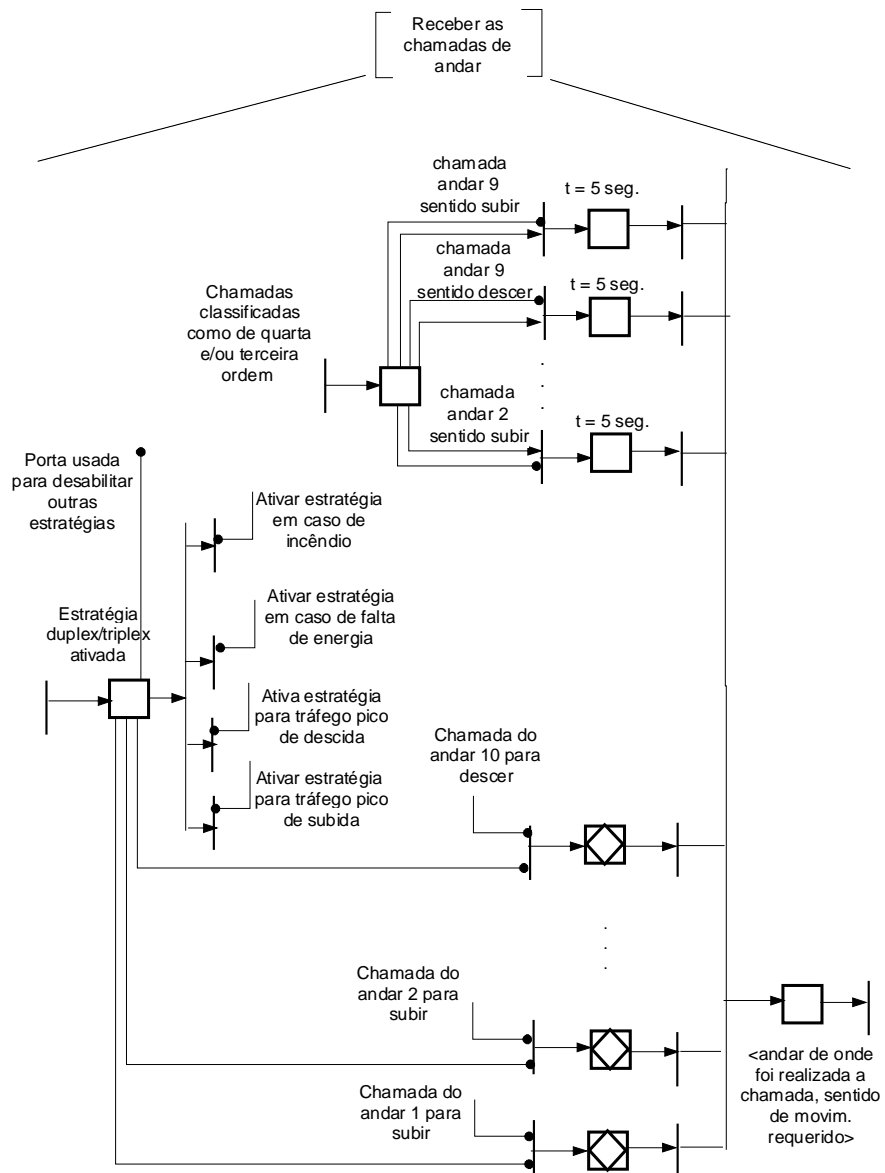 Receber as
chamadas de
andar
chamada
andar 9
sentido subir
t = 5 seg.
chamada
andar 9
sentido descer
t = 5 seg.
Chamadas
classificadas
como de quarta
e/ou terceira
ordem
chamada
andar 2
sentido subir
t = 5 seg.
Porta usada
para desabilitar
outras
estratégias
Ativar estratégia
em caso de
incêndio
Ativar estratégia
em caso de falta
de energia
Estratégia
duplex/triplex
ativada
Ativa estratégia
para tráfego pico
de descida
Ativar estratégia
para tráfego pico
de subida
Chamada do
andar 10 para
descer
Chamada do
andar 2 para
subir
Chamada do
andar 1 para
subir
<andar de onde
foi realizada a
chamada, sentido
de movim.
requerido>